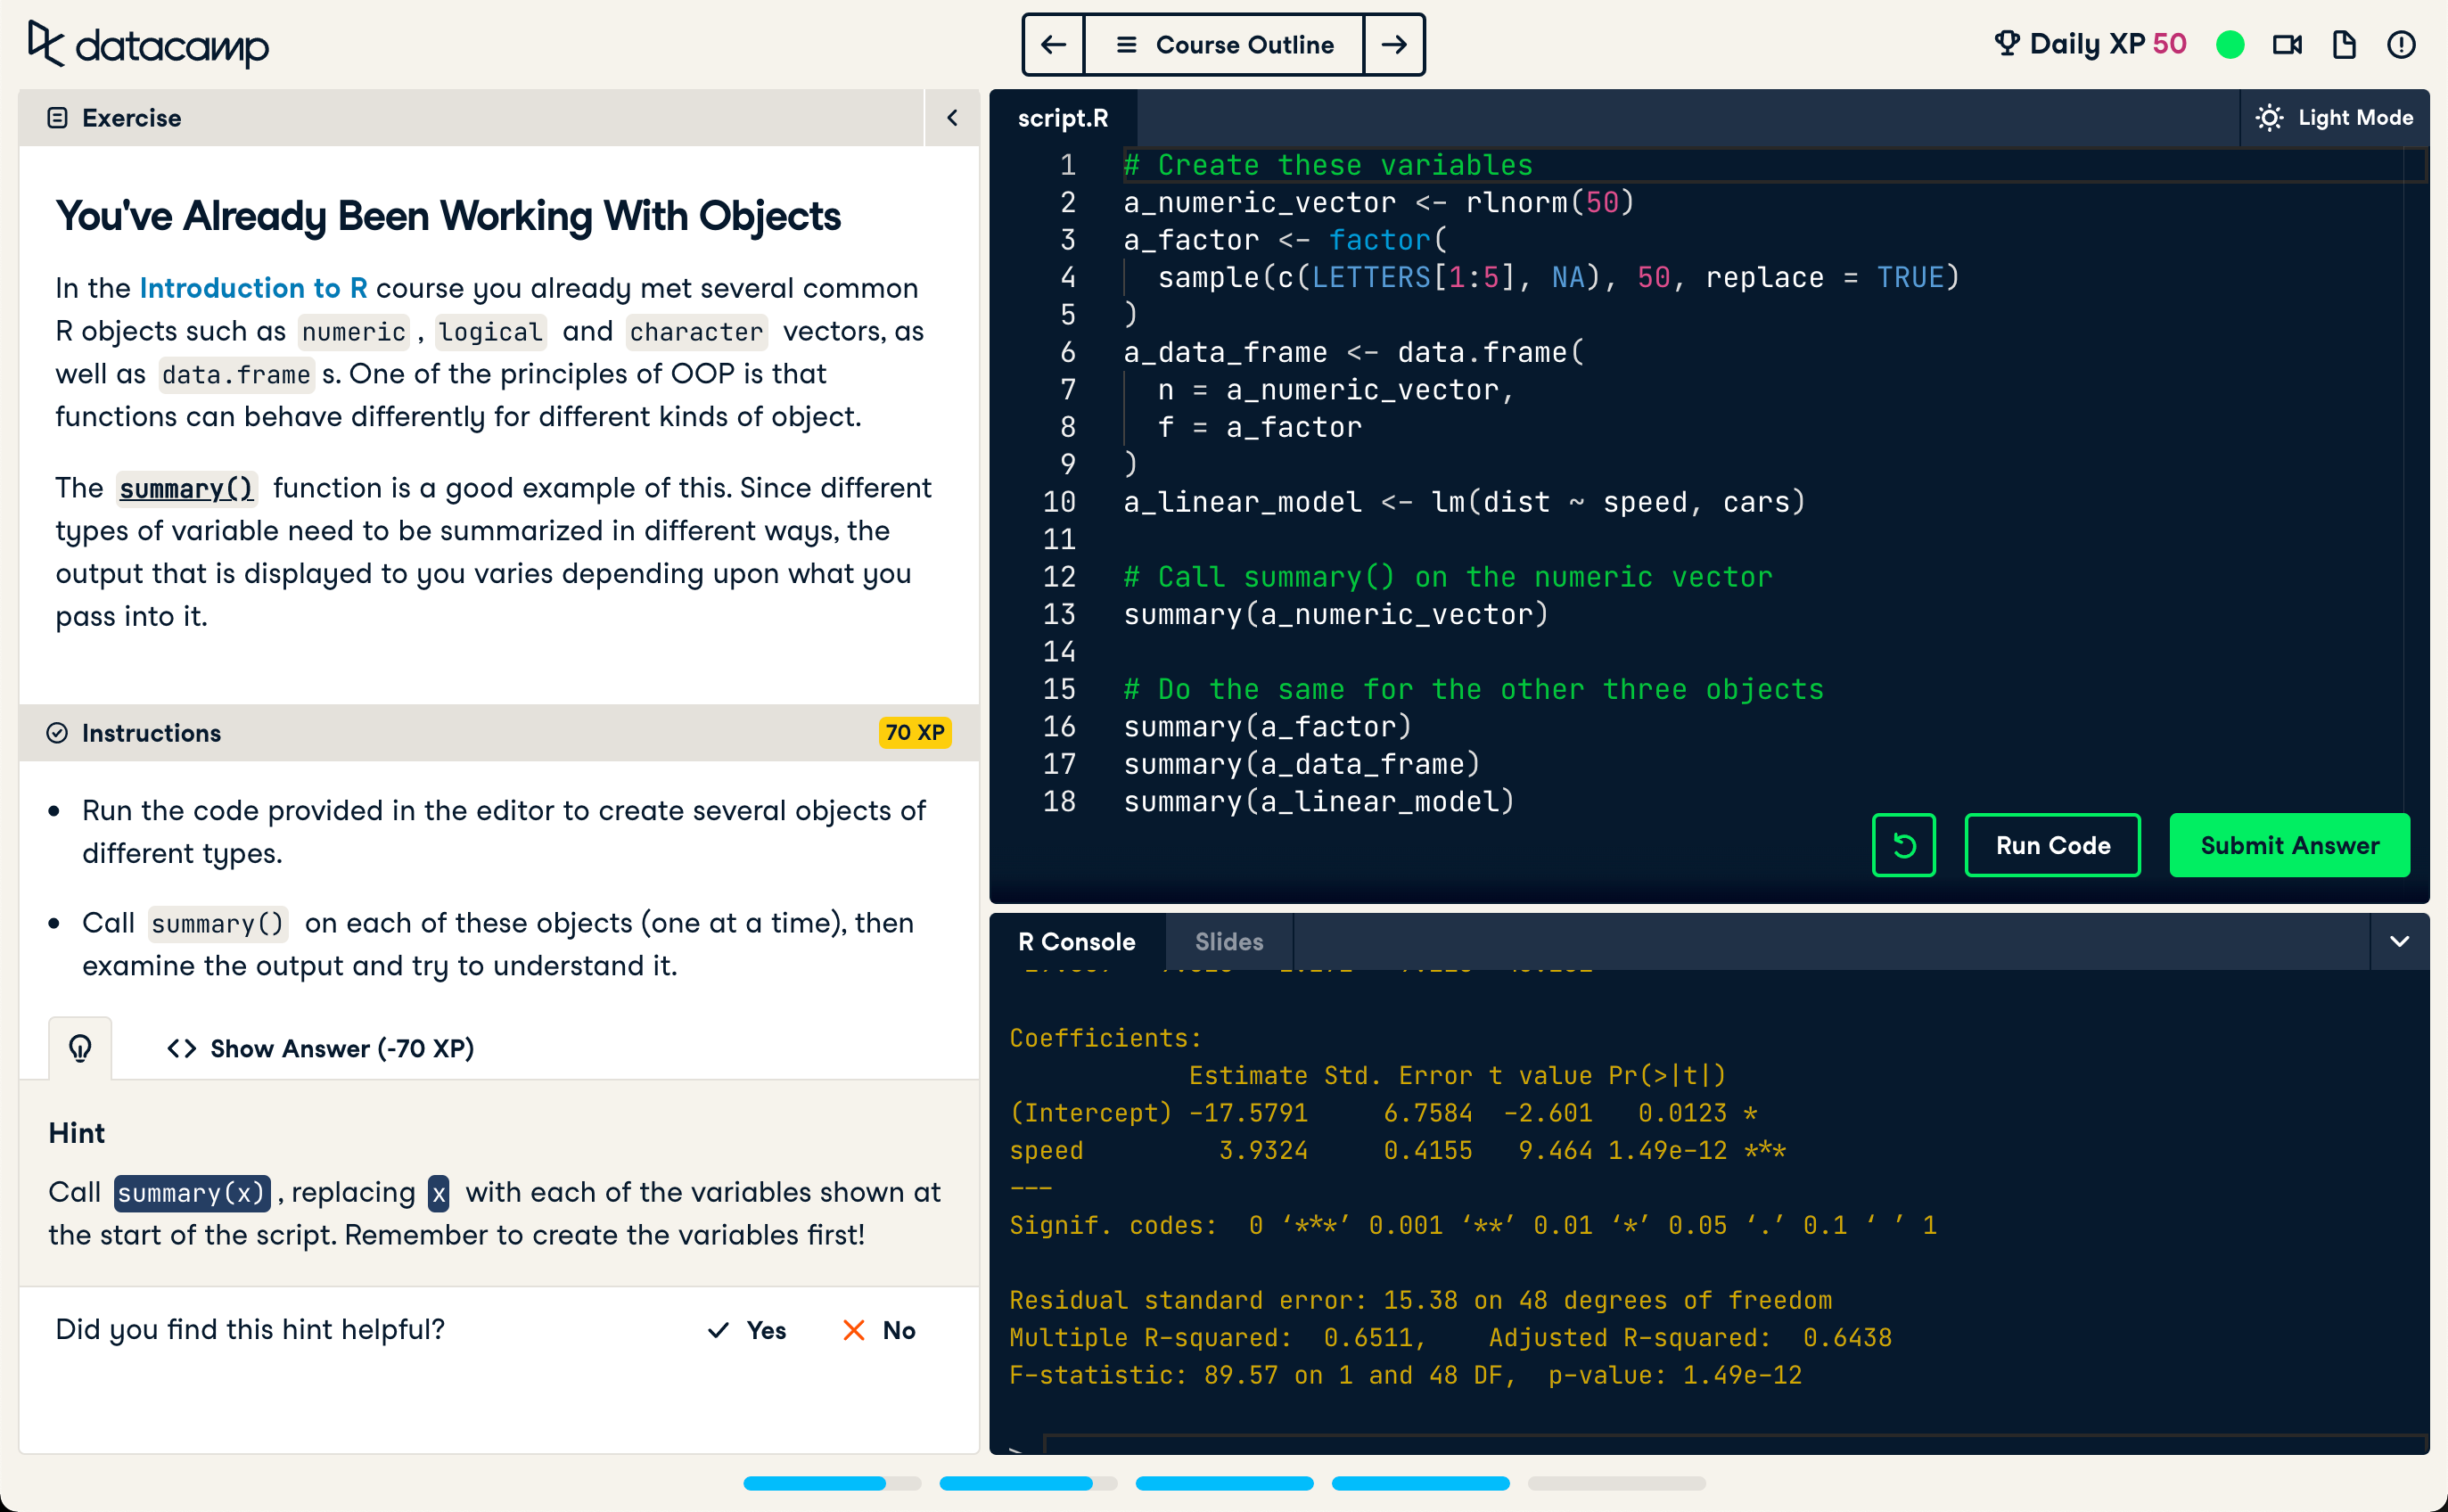 datacamp
Course Outline
Daily XP 50
Exercise
You've Already Been Working With Objects
In the Introduction to R course you already met several common
R objects such as numeric, logical and character vectors, as
well as data.frame s. One of the principles of OOP is that
functions can behave differently for different kinds of object.
The summary() function is a good example of this. Since different
types of variable need to be summarized in different ways, the
output that is displayed to you varies depending upon what you
pass into it.
Instructions
70 XP
Run the code provided in the editor to create several objects of
different types.
Call summary() on each of these objects (one at a time), then
examine the output and try to understand it.
Show Answer (-70 XP)
Hint
Call summary(x), replacing x with each of the variables shown at
the start of the script. Remember to create the variables first!
Did you find this hint helpful?
Yes
No
script.R
Light Mode
1 # Create these variables
2 a_numeric_vector <- rlnorm(50)
3 a_factor <- factor(
4 sample(c(LETTERS[1:5], NA), 50, replace = TRUE)
5 )
6 a_data_frame <- data.frame(
7 n = a_numeric_vector,
8 f = a_factor
9 )
10 a_linear_model <- lm(dist ~ speed, cars)
11
12 # Call summary() on the numeric vector
13 summary(a_numeric_vector)
14
15 # Do the same for the other three objects
16 summary(a_factor)
17 summary(a_data_frame)
18 summary(a_linear_model)
Run Code
Submit Answer
R Console
Slides
Coefficients:
Estimate Std. Error t value Pr(>|t|)
(Intercept) -17.5791 6.7584 -2.601 0.0123 *
speed 3.9324 0.4155 9.464 1.49e-12 ***
---
Signif. codes: 0 ‘***’ 0.001 ‘**’ 0.01 ‘*’ 0.05 ‘.’ 0.1 ‘ ’ 1
Residual standard error: 15.38 on 48 degrees of freedom
Multiple R-squared: 0.6511, Adjusted R-squared: 0.6438
F-statistic: 89.57 on 1 and 48 DF, p-value: 1.49e-12